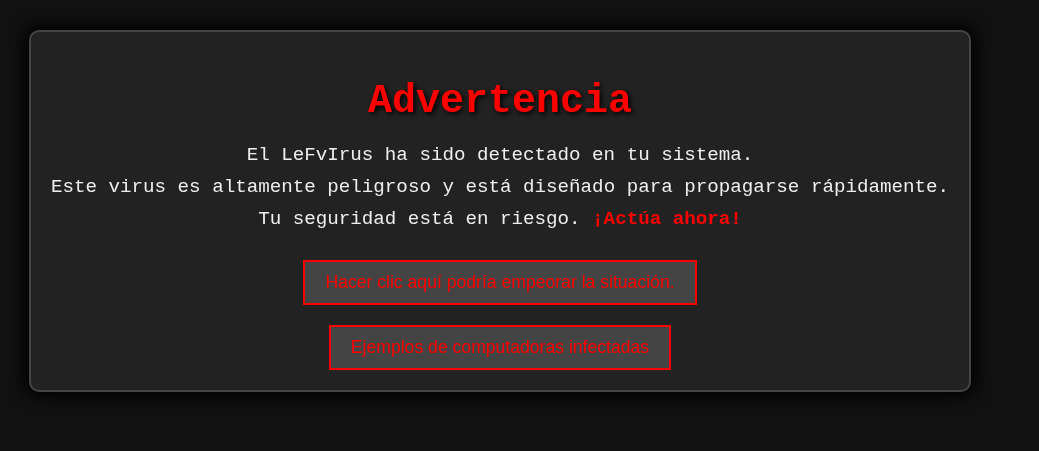 Advertencia
El LeFvIrus ha sido detectado en tu sistema.
Este virus es altamente peligroso y está diseñado para propagarse rápidamente.
Tu seguridad está en riesgo. ¡Actúa ahora!
Hacer clic aquí podría empeorar la situación.
Ejemplos de computadoras infectadas